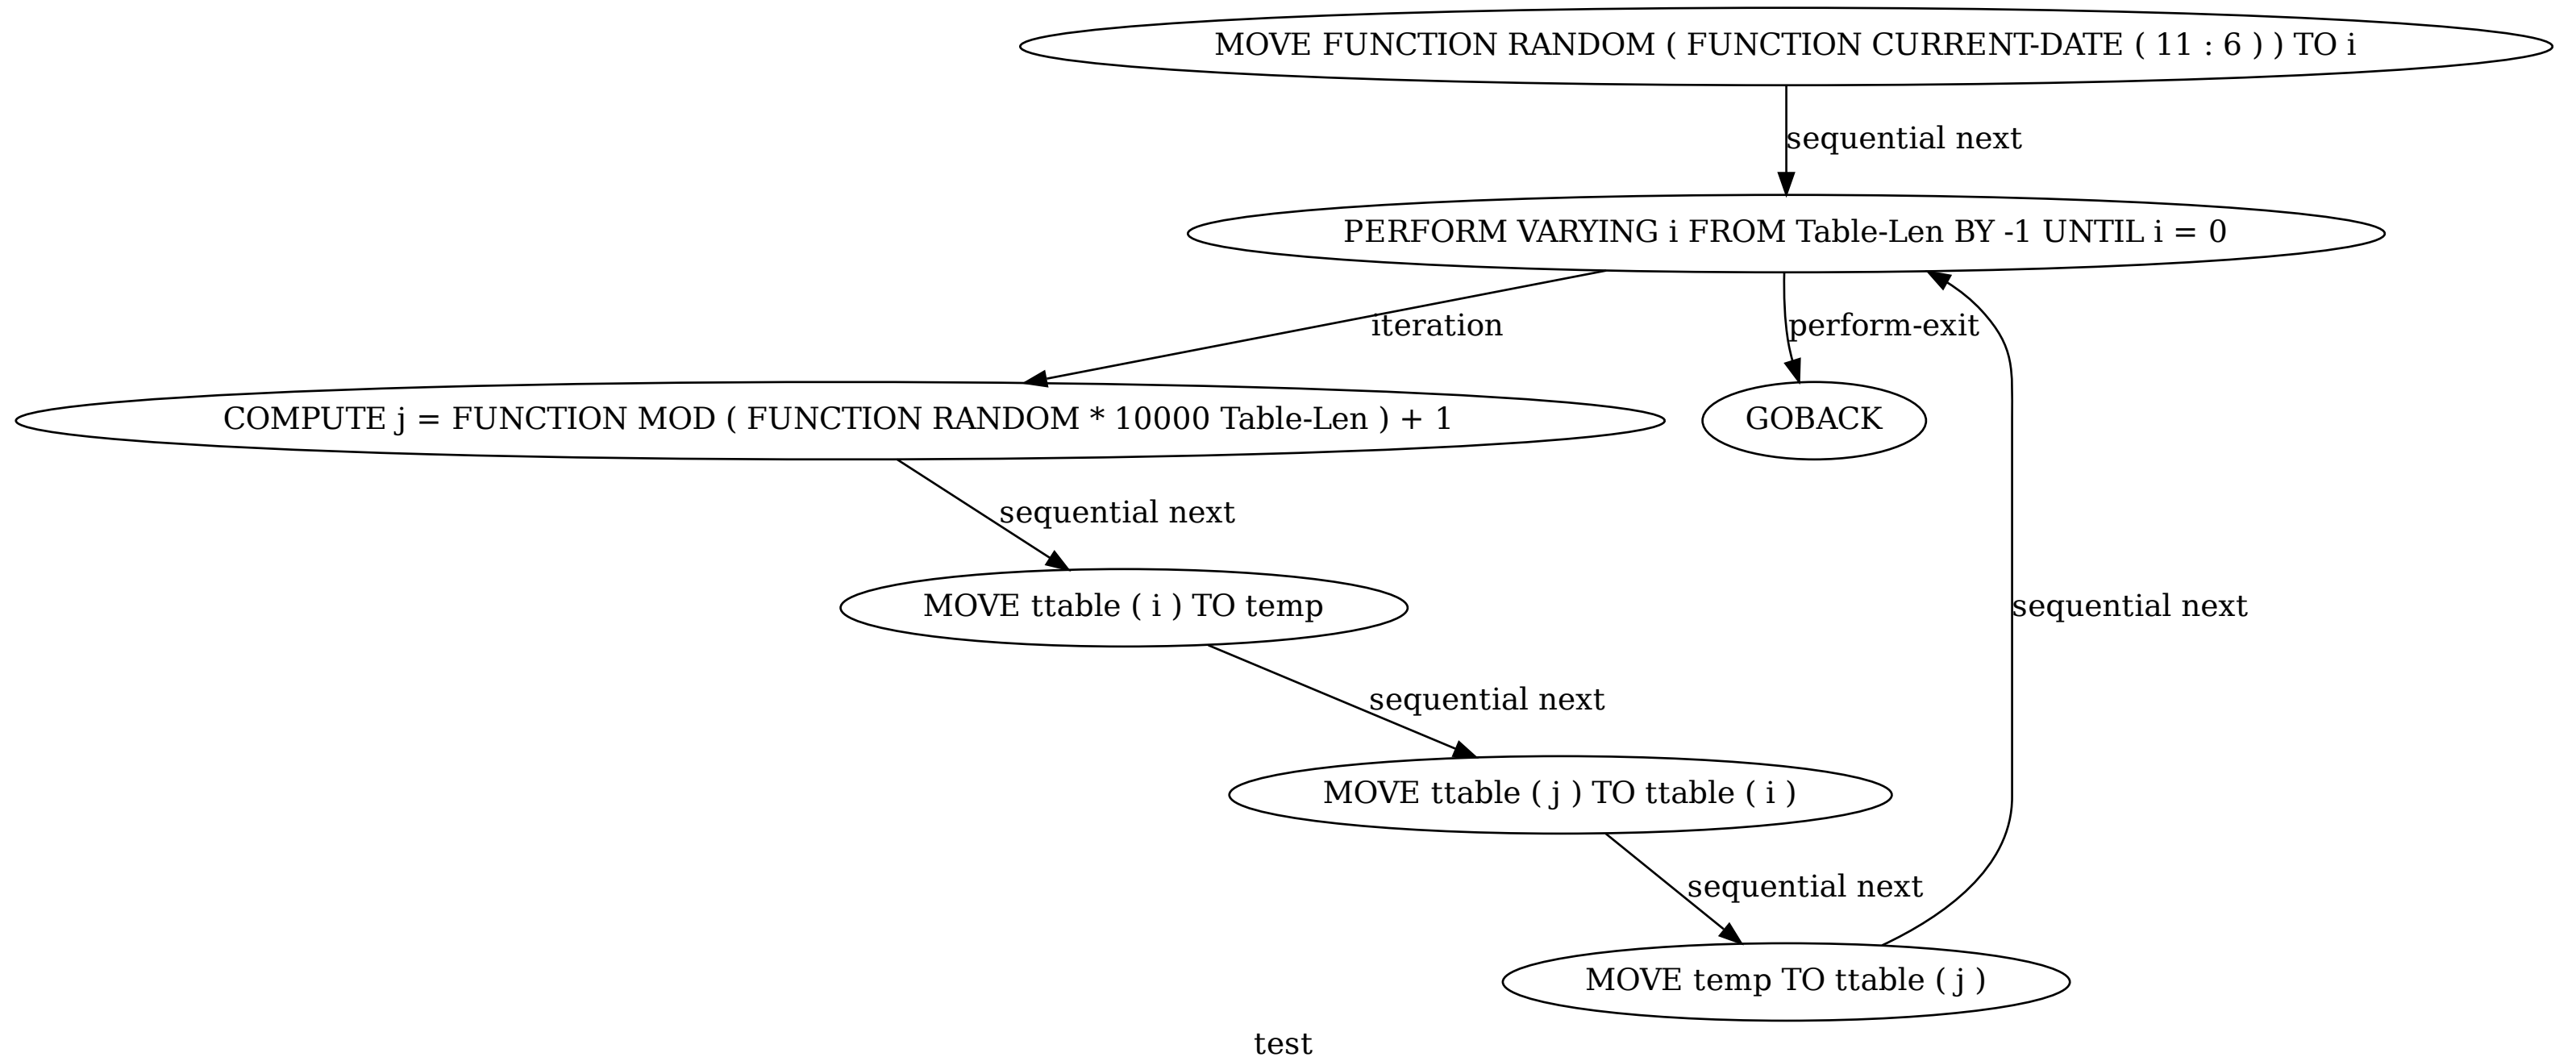 MOVE FUNCTION RANDOM ( FUNCTION CURRENT-DATE ( 11 : 6 ) ) TO i
sequential next
PERFORM VARYING i FROM Table-Len BY -1 UNTIL i = 0
iteration
perform-exit
COMPUTE j = FUNCTION MOD ( FUNCTION RANDOM * 10000 Table-Len ) + 1
GOBACK
sequential next
MOVE ttable ( i ) TO temp
sequential next
sequential next
MOVE ttable ( j ) TO ttable ( i )
sequential next
MOVE temp TO ttable ( j )
test